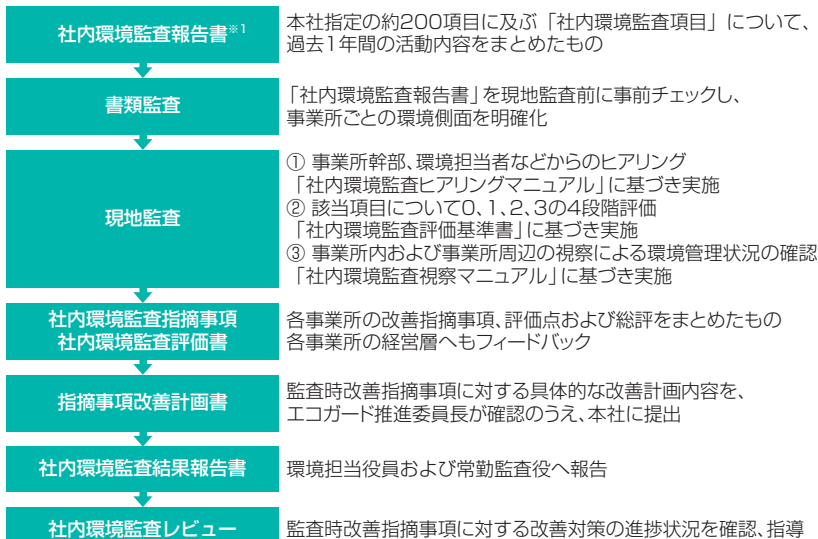 社内環境監査報告書※1
本社指定の約200項目に及ぶ「社内環境監査項目」について、
過去1年間の活動内容をまとめたもの
書類監査
「社内環境監査報告書」を現地監査前に事前チェックし、
事業所ごとの環境側面を明確化
現地監査
① 事業所幹部、環境担当者などからのヒアリング
「社内環境監査ヒアリングマニュアル」に基づき実施
② 該当項目について0、1、2、3の4段階評価
「社内環境監査評価基準書」に基づき実施
③ 事業所内および事業所周辺の視察による環境管理状況の確認
「社内環境監査視察マニュアル」に基づき実施
社内環境監査指摘事項
社内環境監査評価書
各事業所の改善指摘事項、評価点および総評をまとめたもの
各事業所の経営層へもフィードバック
指摘事項改善計画書
監査時改善指摘事項に対する具体的な改善計画内容を、
エコガード推進委員長が確認のうえ、本社に提出
社内環境監査結果報告書
環境担当役員および常勤監査役へ報告
社内環境監査レビュー
監査時改善指摘事項に対する改善対策の進捗状況を確認、指導